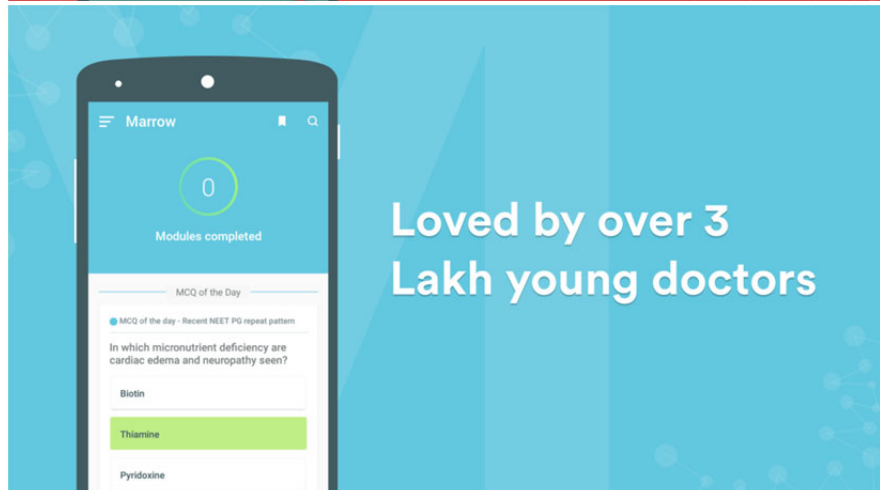 Marrow
0
Modules completed
MCQ of the Day
MCQ of the day - Recent NEET PG repeat pattern
In which micronutrient deficiency are
cardiac edema and neuropathy seen?
Biotin
Thiamine
Pyridoxine
Loved by over 3
Lakh young doctors